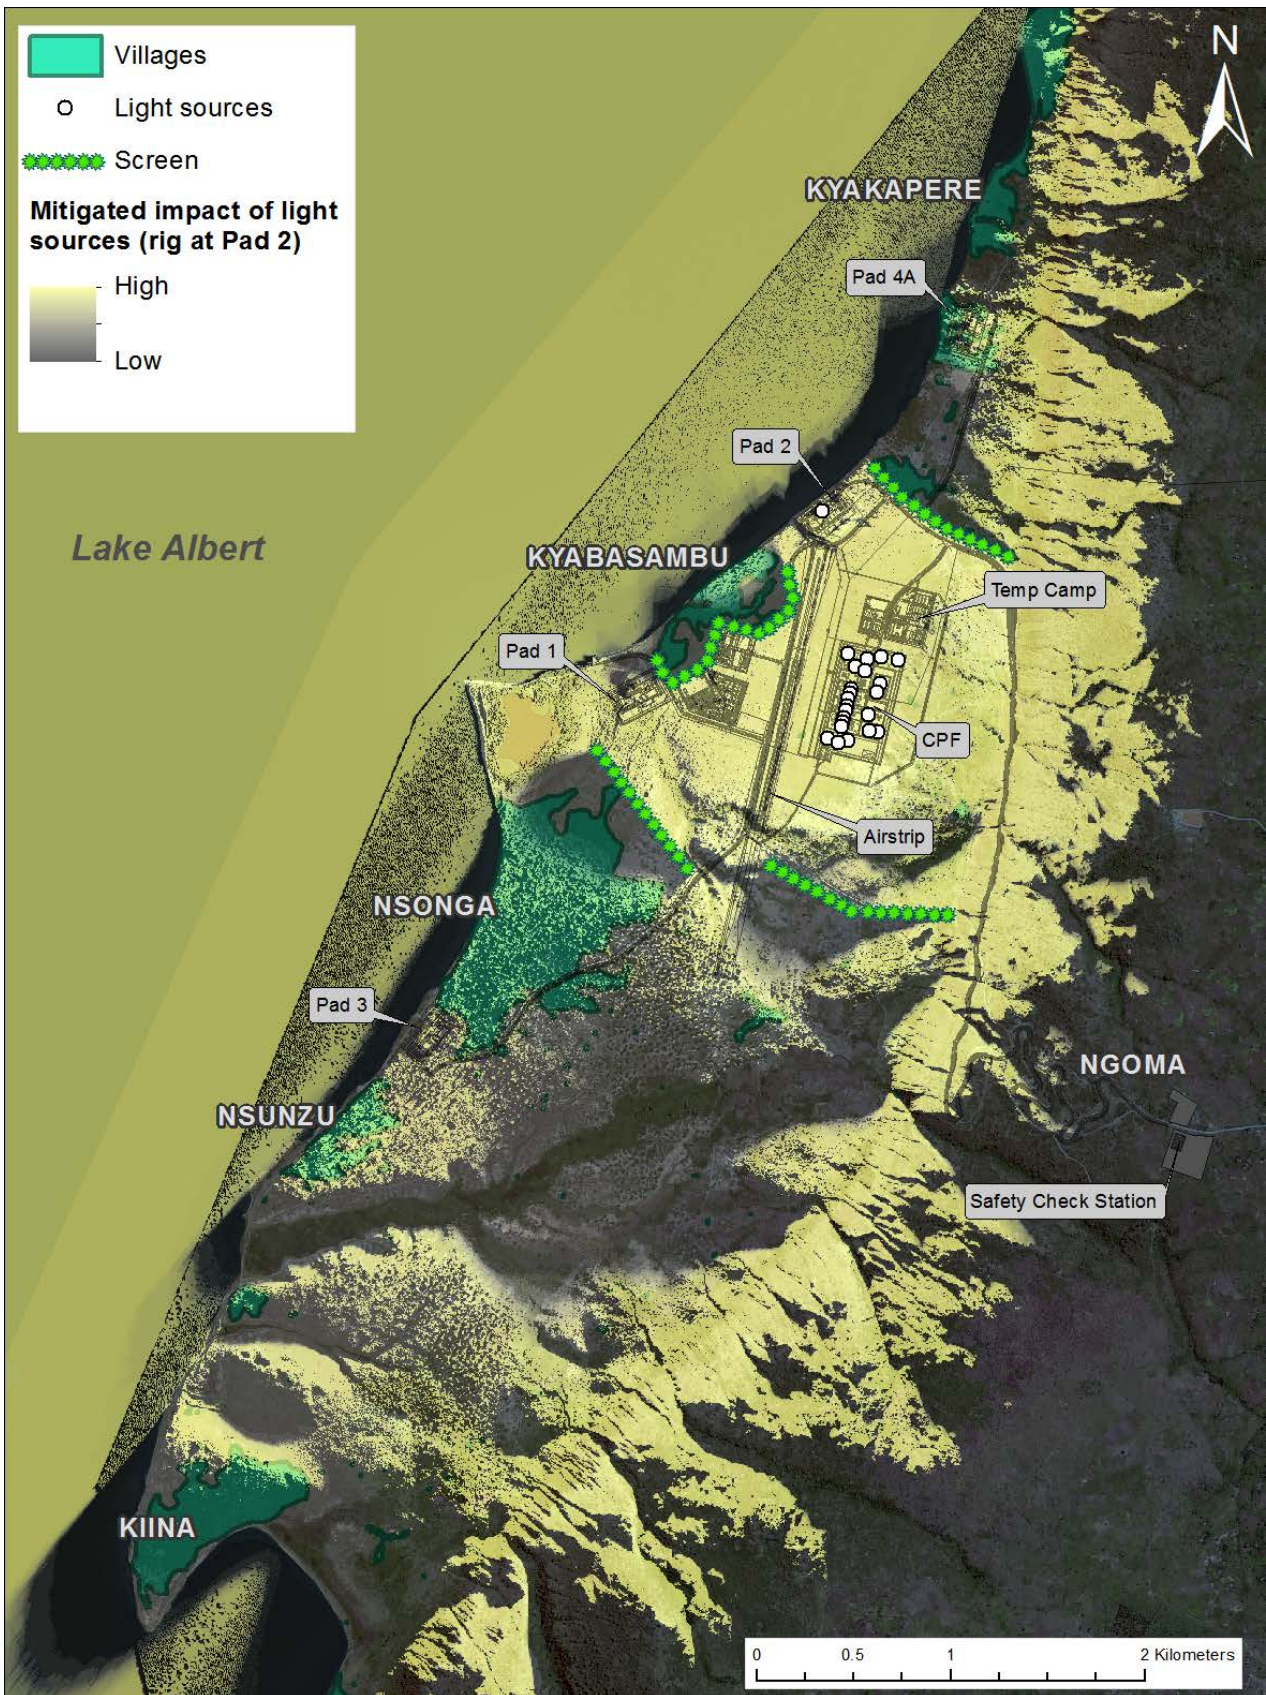 Villages
Light sources
Screen
Mitigated impact of light
sources (rig at Pad 2)
High
Low
N
KYAKAPERE
Pad 4A
Pad 2
Lake Albert
KYABASAMBU
Temp Camp
Pad 1
CPF
Airstrip
NSONGA
Pad 3
NGOMA
NSUNZU
Safety Check Station
KIINA
0 0.5 1 2 Kilometers